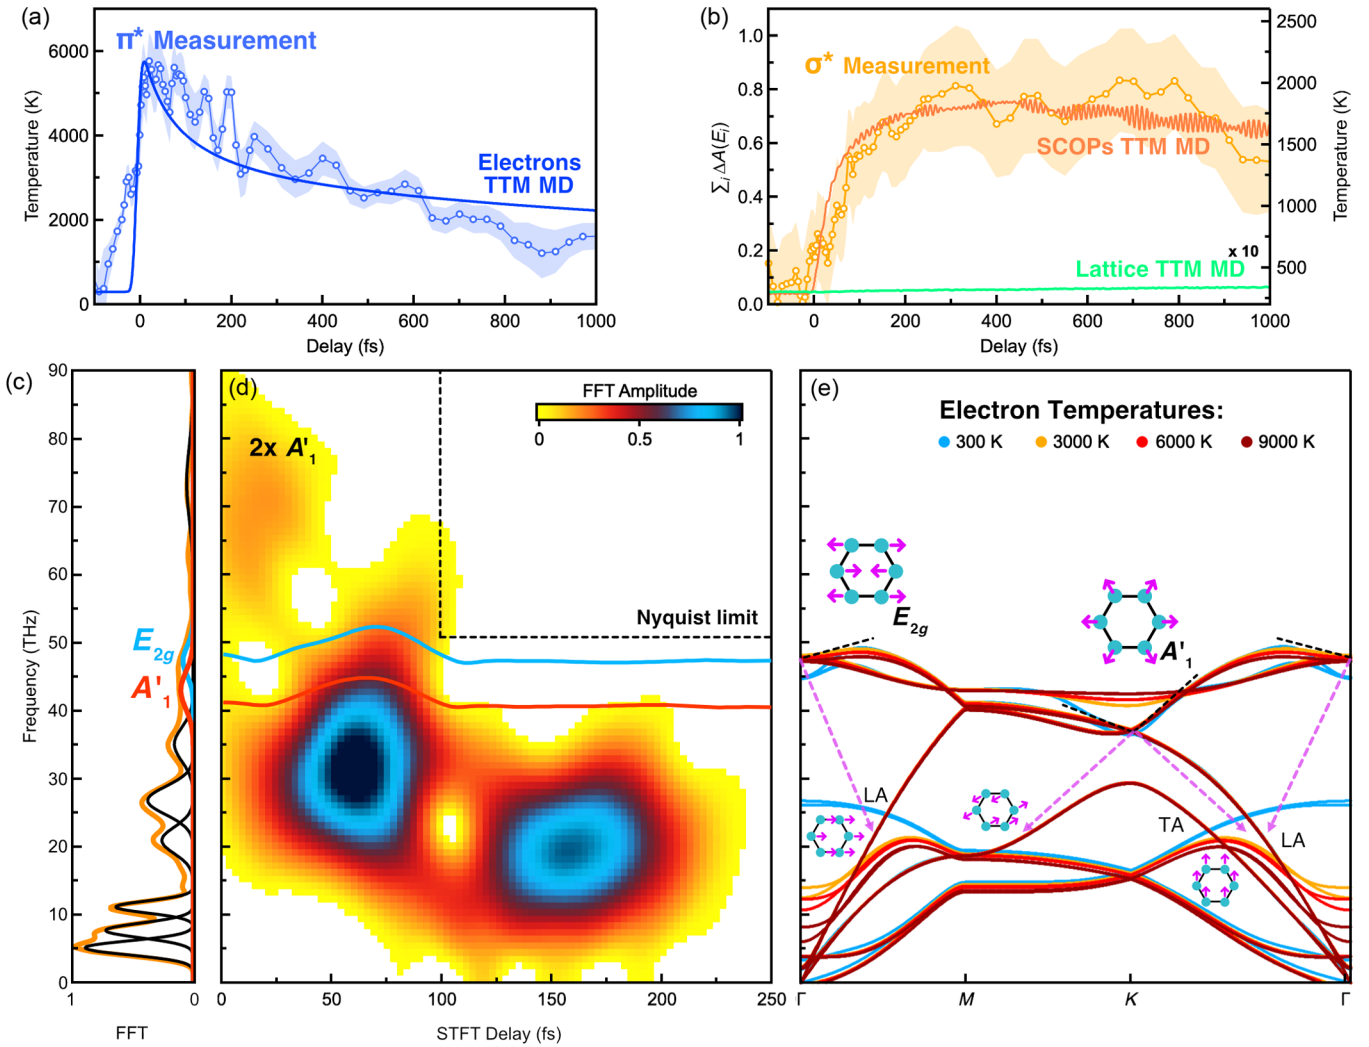 (a)
π* Measurement
Electrons
TTM MD
Temperature (K)
6000
4000
2000
0
0
200
400
600
800
1000
Delay (fs)
(b)
σ* Measurement
SCOPs TTM MD
x 10
Lattice TTM MD
Σi ΔA(Ei)
1.0
0.8
0.6
0.4
0.2
0.0
Temperature (K)
2500
2000
1500
1000
500
0
200
400
600
800
1000
Delay (fs)
(c)
Frequency (THz)
90
80
70
60
50
40
30
20
10
0
E2g
A'1
1
0
FFT
(d)
2x A'1
FFT Amplitude
0
0.5
1
Nyquist limit
0
50
100
150
200
250
STFT Delay (fs)
(e)
Electron Temperatures:
300 K
3000 K
6000 K
9000 K
E2g
A'1
LA
TA
LA
Γ
M
K
Γ